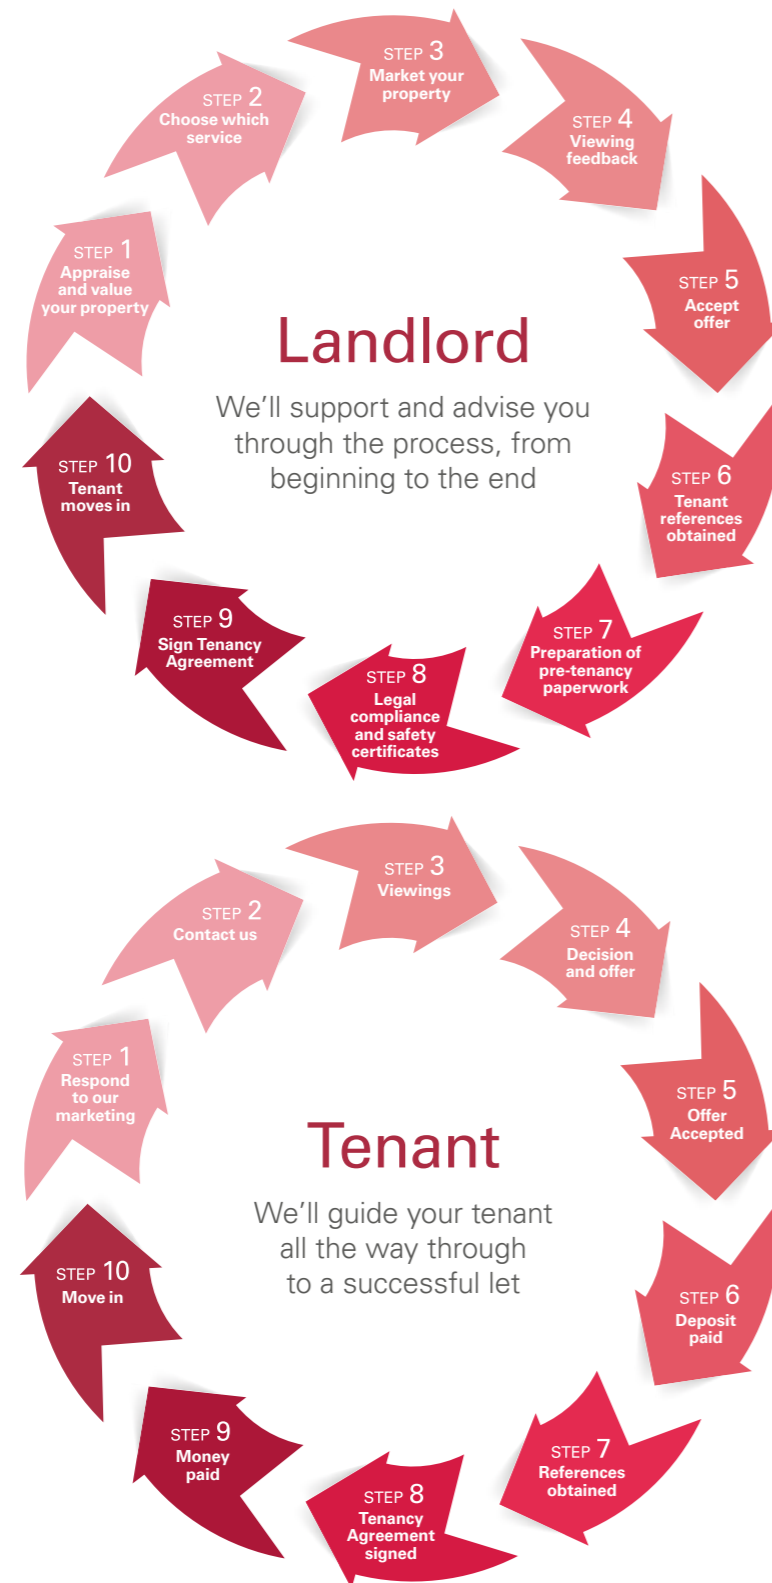 STEP 1
Appraise
and value
your property
STEP 2
Choose which
service
STEP 3
Market your
property
STEP 4
Viewing
feedback
STEP 5
Accept
offer
STEP 6
Tenant
references
obtained
STEP 7
Preparation of
pre-tenancy
paperwork
STEP 8
Legal
compliance
and safety
certificates
STEP 9
Sign Tenancy
Agreement
STEP 10
Tenant
moves in
Landlord
We'll support and advise you
through the process, from
beginning to the end
STEP 1
Respond
to our
marketing
STEP 2
Contact us
STEP 3
Viewings
STEP 4
Decision
and offer
STEP 5
Offer
Accepted
STEP 6
Deposit
paid
STEP 7
References
obtained
STEP 8
Tenancy
Agreement
signed
STEP 9
Money
paid
STEP 10
Move in
Tenant
We'll guide your tenant
all the way through
to a successful let